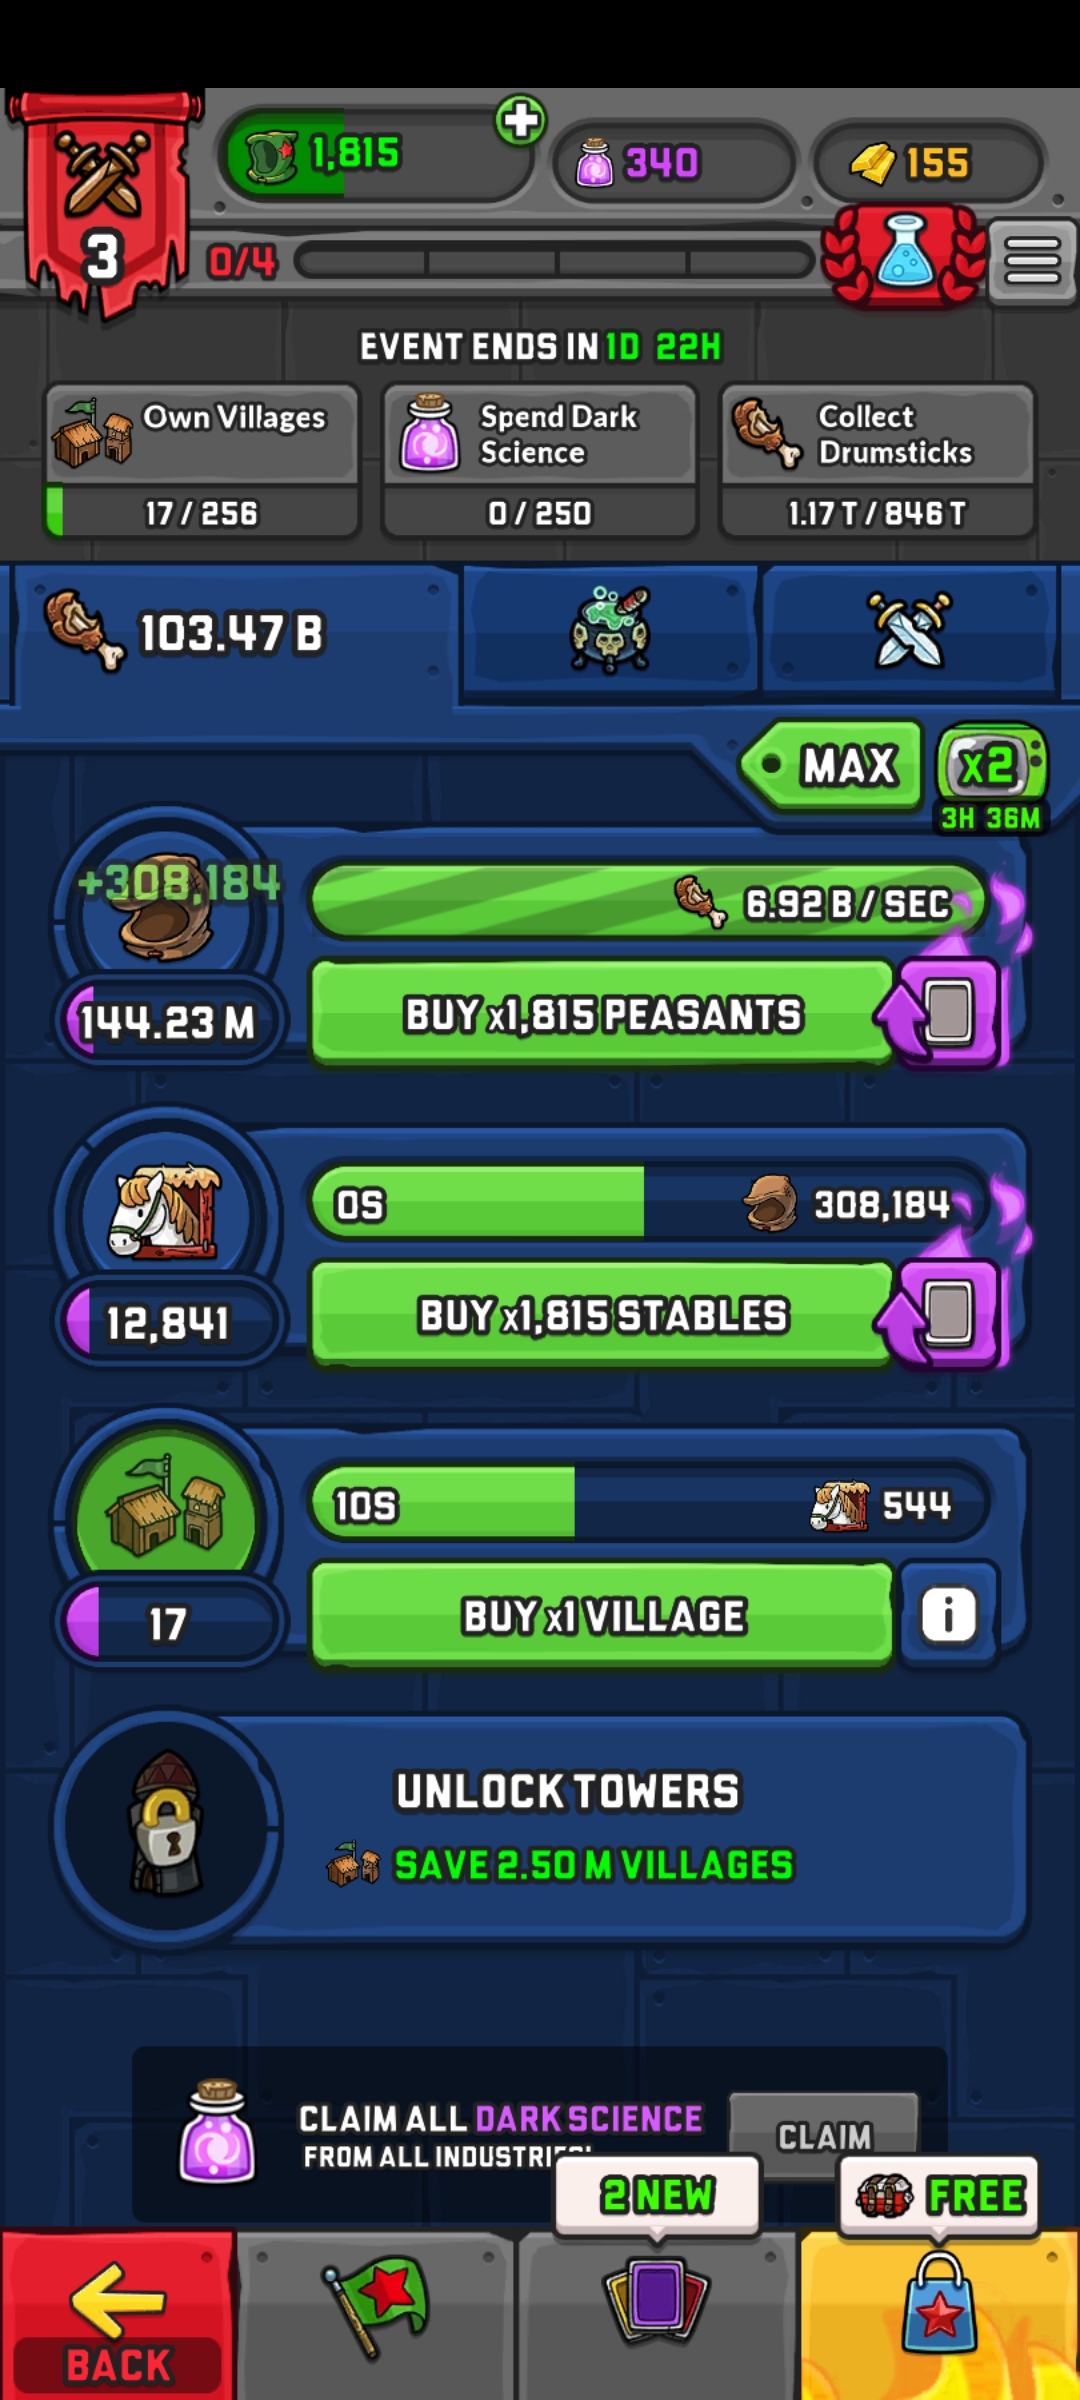 1,815
340
155
3
0/4
EVENT ENDS IN 1D 22H
Own Villages
17 / 256
Spend Dark
Science
0 / 250
Collect
Drumsticks
1.17 T / 846 T
103.47 B
MAX
x2
3H 36M
+308,184
6.92 B / SEC
144.23 M
BUY x1,815 PEASANTS
0S
308,184
12,841
BUY x1,815 STABLES
10S
544
17
BUY x1 VILLAGE
i
UNLOCK TOWERS
SAVE 2.50 M VILLAGES
CLAIM ALL DARK SCIENCE
FROM ALL INDUSTRIES!
CLAIM
2 NEW
FREE
BACK